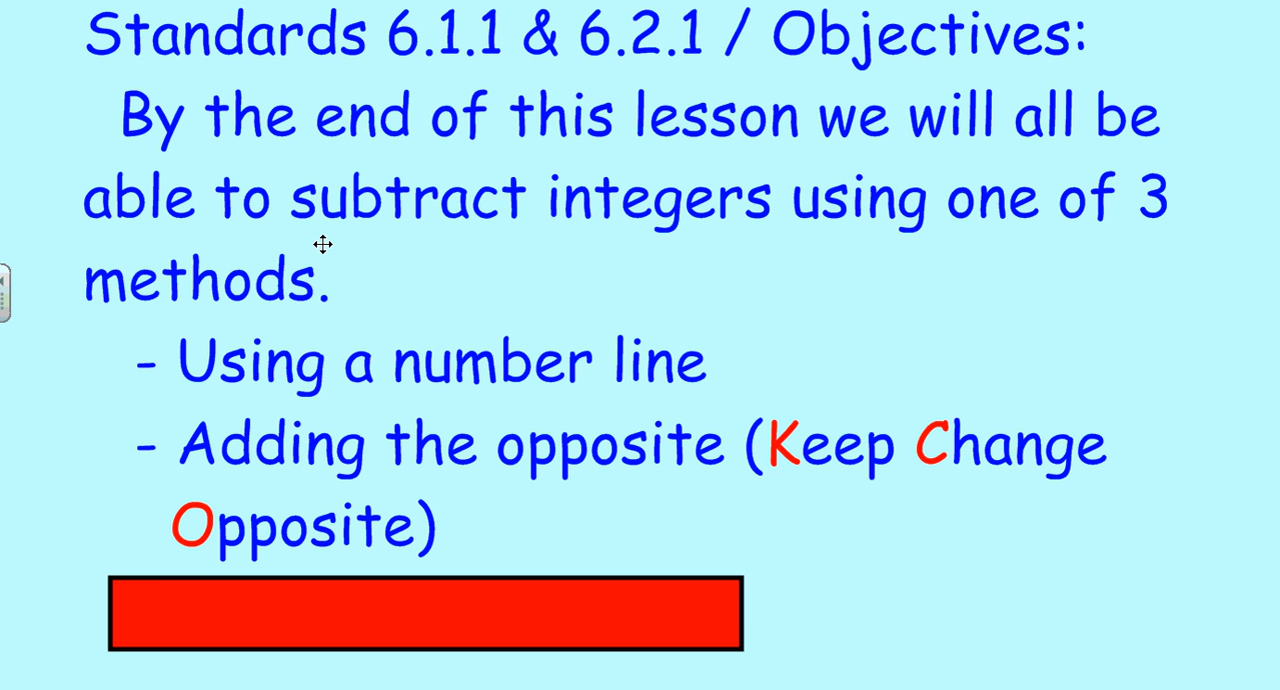 Standards 6.1.1 & 6.2.1 / Objectives:
By the end of this lesson we will all be
able to subtract integers using one of 3
methods.
- Using a number line
- Adding the opposite (Keep Change
Opposite)